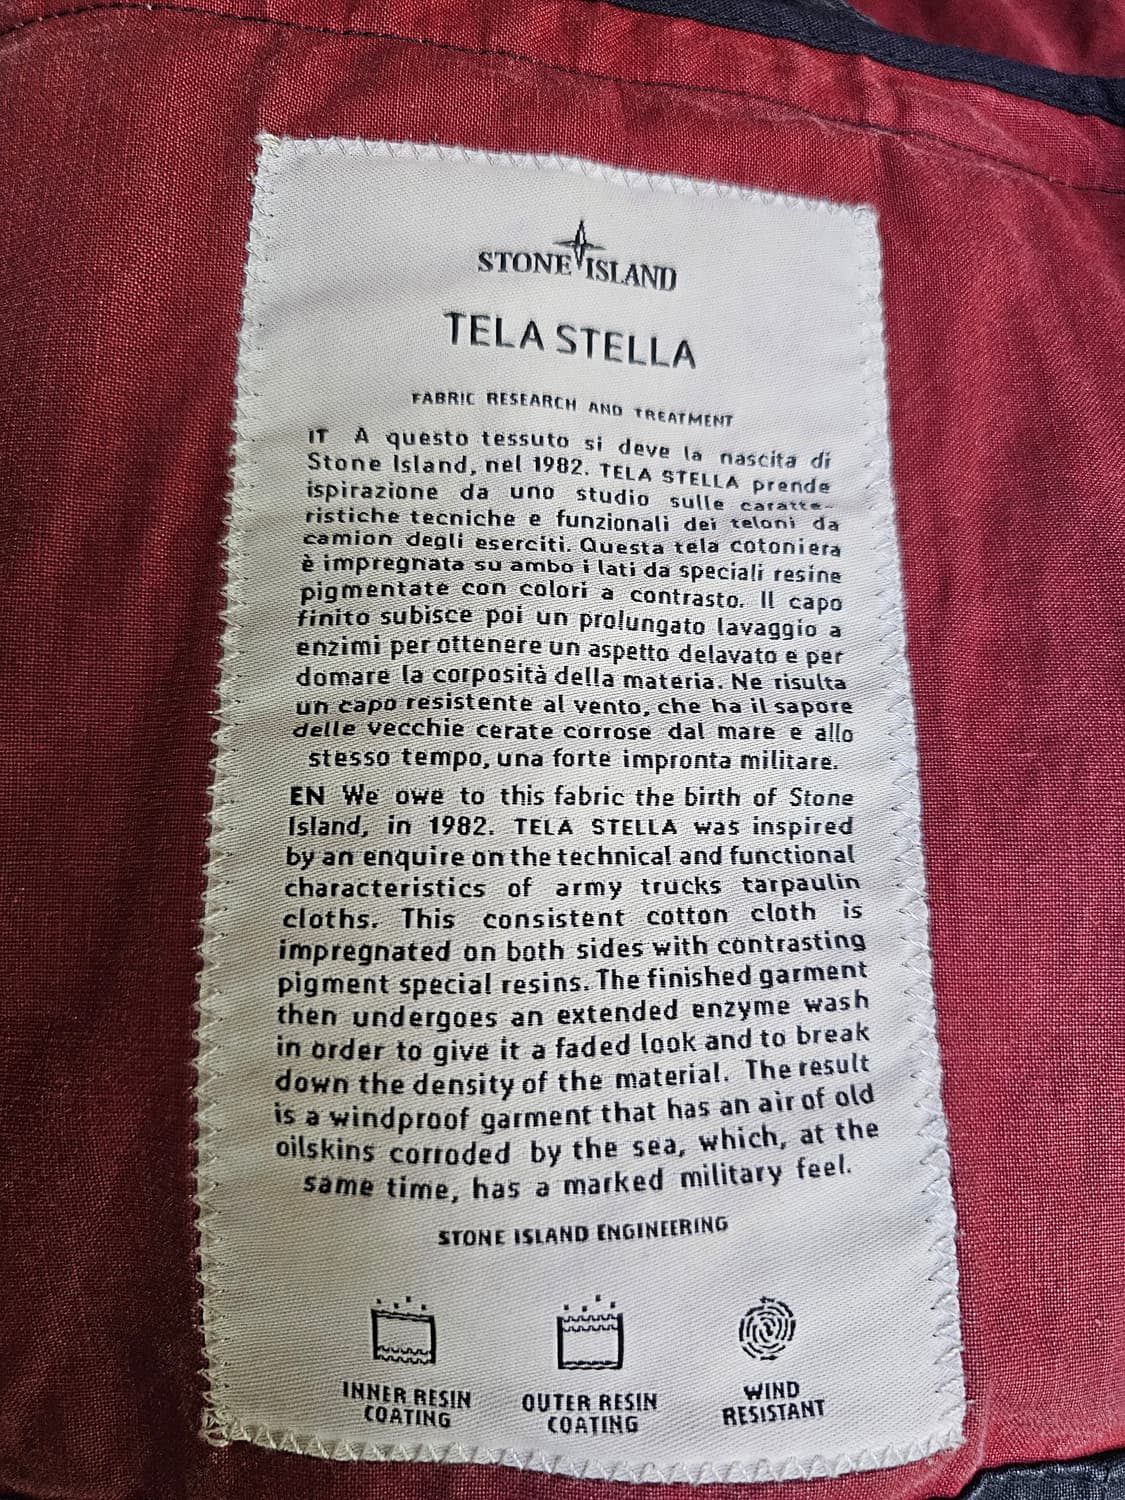 STONE ISLAND
TELA STELLA
FABRIC RESEARCH AND TREATMENT
IT A questo tessuto si deve la nascita di
Stone Island, nel 1982. TELA STELLA prende
ispirazione da uno studio sulle caratte-
ristiche tecniche e funzionali dei teloni da
camion degli eserciti. Questa tela cotoniera
è impregnata su ambo i lati da speciali resine
pigmentate con colori a contrasto. Il capo
finito subisce poi un prolungato lavaggio a
enzimi per ottenere un aspetto delavato e per
domare la corposità della materia. Ne risulta
un capo resistente al vento, che ha il sapore
delle vecchie cerate corrose dal mare e allo
stesso tempo, una forte impronta militare.
EN We owe to this fabric the birth of Stone
Island, in 1982. TELA STELLA was inspired
by an enquire on the technical and functional
characteristics of army trucks tarpaulin
cloths. This consistent cotton cloth is
impregnated on both sides with contrasting
pigment special resins. The finished garment
then undergoes an extended enzyme wash
in order to give it a faded look and to break
down the density of the material. The result
is a windproof garment that has an air of old
oilskins corroded by the sea, which, at the
same time, has a marked military feel.
STONE ISLAND ENGINEERING
INNER RESIN COATING
OUTER RESIN COATING
WIND RESISTANT